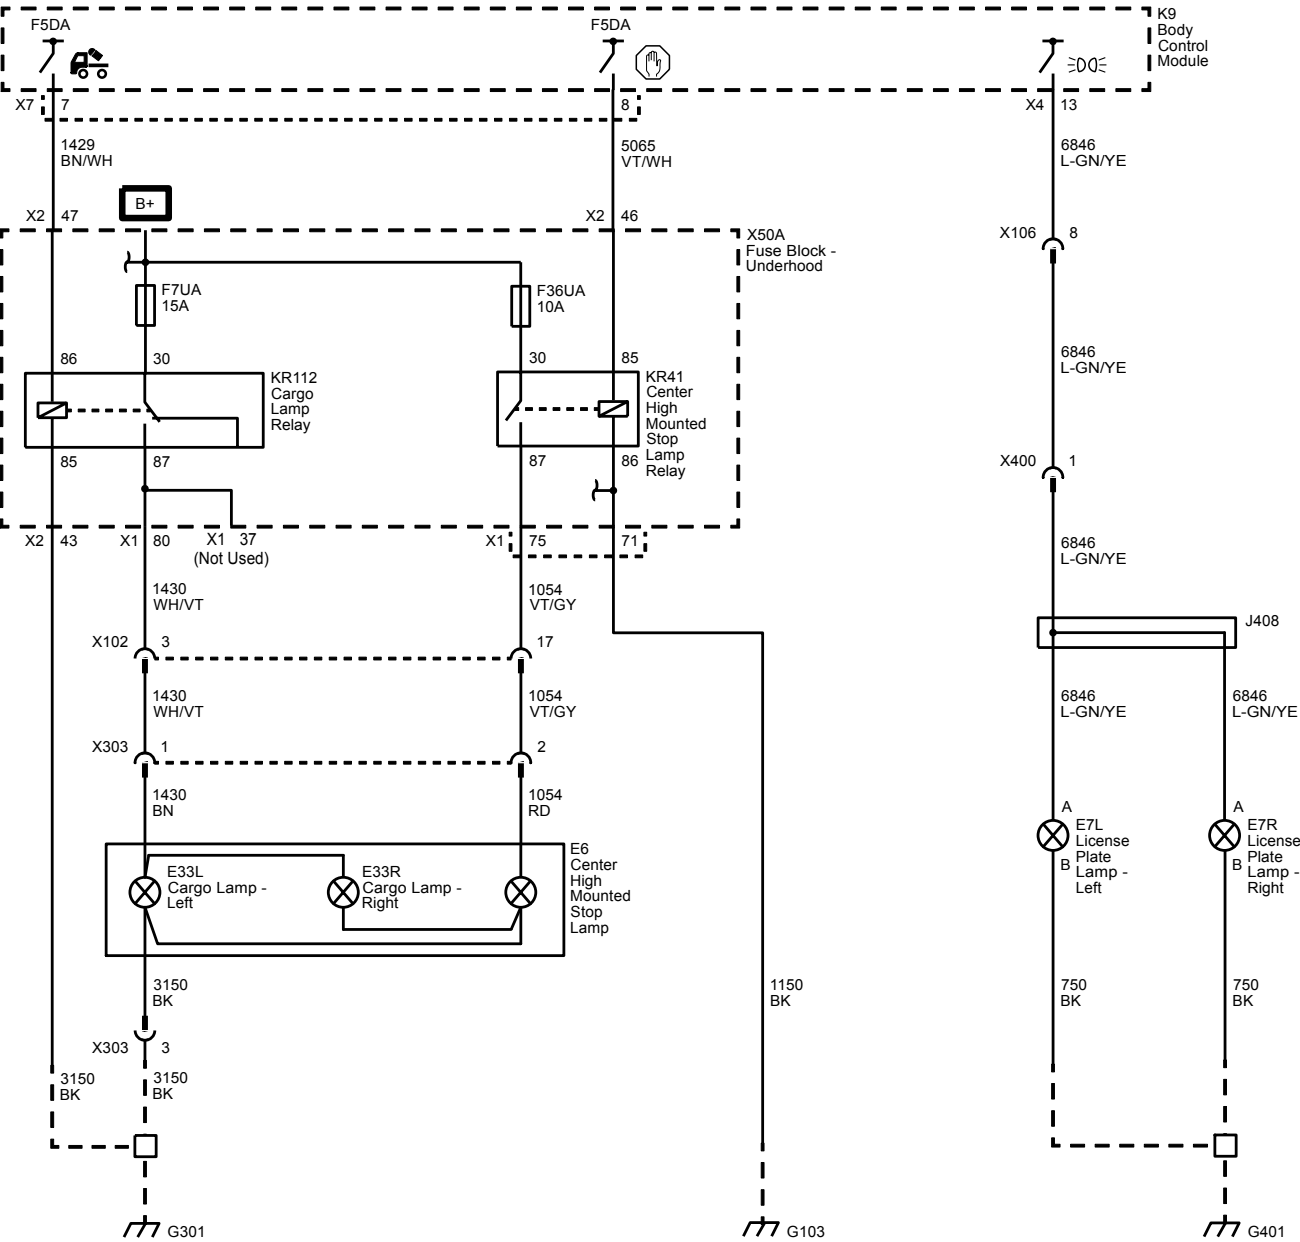 F5DA
F5DA
K9
Body
Control
Module
X7 7
8
X4 13
1429
BN/WH
5065
VT/WH
6846
L-GN/YE
B+
X2 47
X2 46
X106 8
X50A
Fuse Block -
Underhood
F7UA
15A
F36UA
10A
86
30
30
85
6846
L-GN/YE
KR112
Cargo
Lamp
Relay
KR41
Center
High
Mounted
Stop
Lamp
Relay
85
87
87
86
X400 1
X2 43
X1 80
X1 37
(Not Used)
X1 75
71
6846
L-GN/YE
1430
WH/VT
1054
VT/GY
J408
X102 3
17
1430
WH/VT
1054
VT/GY
6846
L-GN/YE
6846
L-GN/YE
X303 1
2
1430
BN
1054
RD
A
A
E7L
License
Plate
Lamp -
Left
B
E7R
License
Plate
Lamp -
Right
B
E33L
Cargo Lamp -
Left
E33R
Cargo Lamp -
Right
E6
Center
High
Mounted
Stop
Lamp
3150
BK
1150
BK
750
BK
750
BK
X303 3
3150
BK
3150
BK
G301
G103
G401